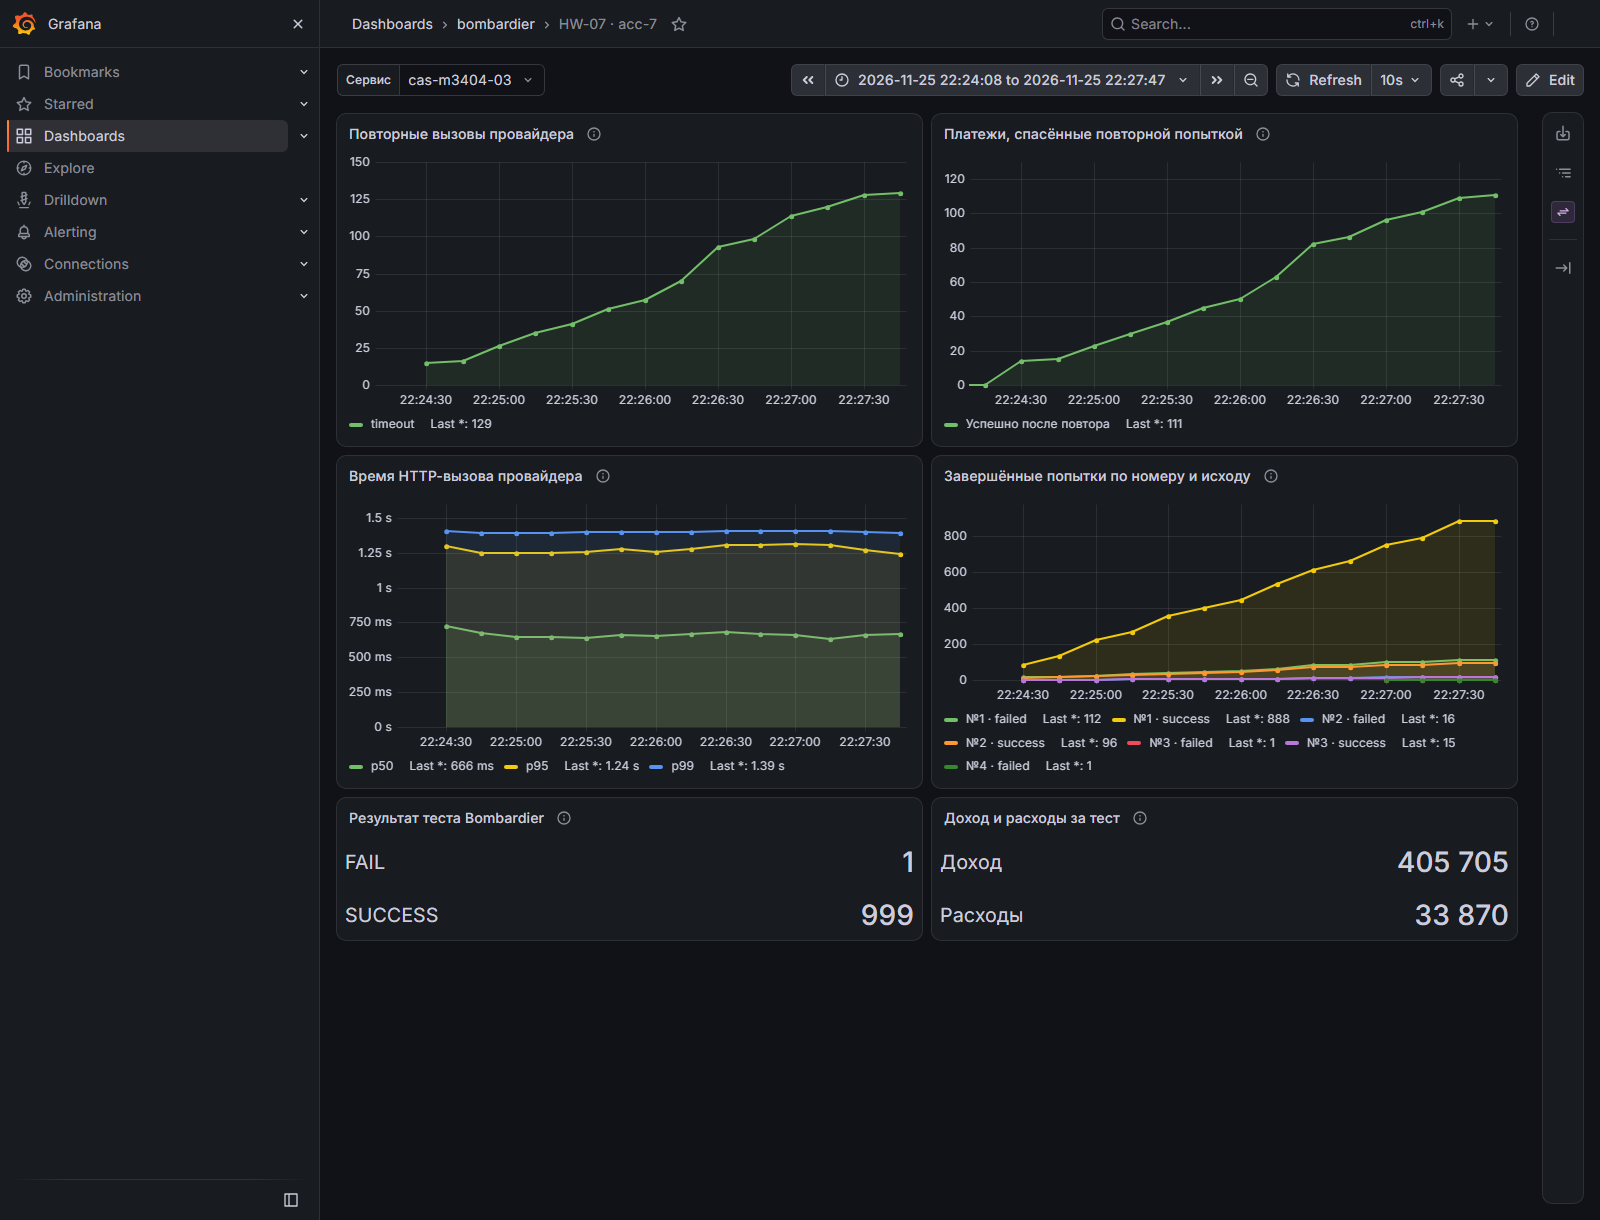 Grafana
Dashboards › bombardier › HW-07 · acc-7
Search... ctrl+k
Bookmarks
Starred
Dashboards
Explore
Drilldown
Alerting
Connections
Administration
Сервис cas-m3404-03
2026-11-25 22:24:08 to 2026-11-25 22:27:47
Refresh 10s
Edit
Повторные вызовы провайдера
150
125
100
75
50
25
0
22:24:30 22:25:00 22:25:30 22:26:00 22:26:30 22:27:00 22:27:30
timeout Last *: 129
Платежи, спасённые повторной попыткой
120
100
80
60
40
20
0
22:24:30 22:25:00 22:25:30 22:26:00 22:26:30 22:27:00 22:27:30
Успешно после повтора Last *: 111
Время HTTP-вызова провайдера
1.5 s
1.25 s
1 s
750 ms
500 ms
250 ms
0 s
22:24:30 22:25:00 22:25:30 22:26:00 22:26:30 22:27:00 22:27:30
p50 Last *: 666 ms p95 Last *: 1.24 s p99 Last *: 1.39 s
Завершённые попытки по номеру и исходу
800
600
400
200
0
22:24:30 22:25:00 22:25:30 22:26:00 22:26:30 22:27:00 22:27:30
№1 · failed Last *: 112 №1 · success Last *: 888 №2 · failed Last *: 16
№2 · success Last *: 96 №3 · failed Last *: 1 №3 · success Last *: 15
№4 · failed Last *: 1
Результат теста Bombardier
FAIL 1
SUCCESS 999
Доход и расходы за тест
Доход 405 705
Расходы 33 870